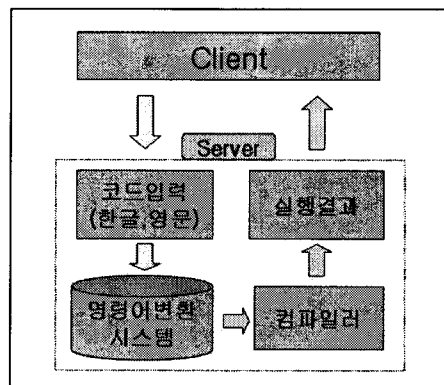 Client
Server
코드입력
(한글,영문)
실행결과
명령어변환
시스템
컴파일러